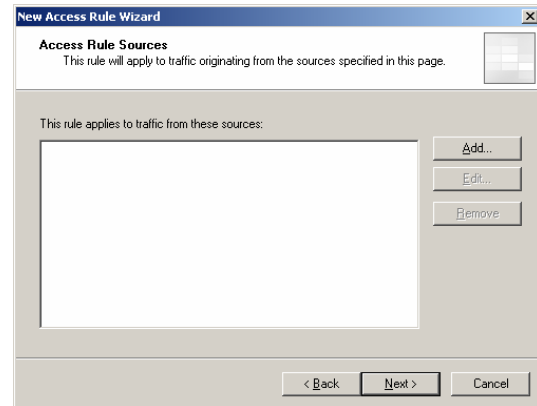 New Access Rule Wizard
Access Rule Sources
This rule will apply to traffic originating from the sources specified in this page.
This rule applies to traffic from these sources:
Add...
Edit...
Remove
< Back
Next >
Cancel